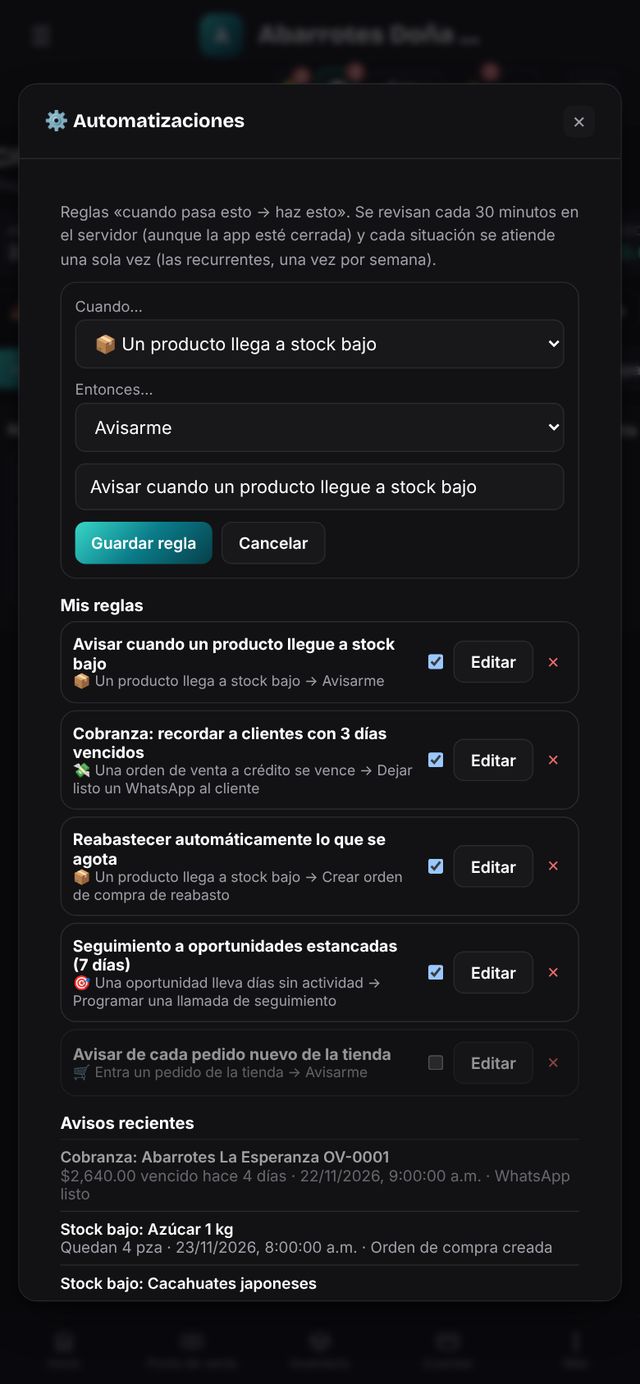 Abarrotes Doña ...
⚙️ Automatizaciones
×
Reglas «cuando pasa esto → haz esto». Se revisan cada 30 minutos en
el servidor (aunque la app esté cerrada) y cada situación se atiende
una sola vez (las recurrentes, una vez por semana).
Cuando...
📦 Un producto llega a stock bajo
Entonces...
Avisarme
Avisar cuando un producto llegue a stock bajo
Guardar regla Cancelar
Mis reglas
Avisar cuando un producto llegue a stock
bajo
📦 Un producto llega a stock bajo → Avisarme
Editar ×
Cobranza: recordar a clientes con 3 días
vencidos
💸 Una orden de venta a crédito se vence → Dejar
listo un WhatsApp al cliente
Editar ×
Reabastecer automáticamente lo que se
agota
📦 Un producto llega a stock bajo → Crear orden
de compra de reabasto
Editar ×
Seguimiento a oportunidades estancadas
(7 días)
🎯 Una oportunidad lleva días sin actividad →
Programar una llamada de seguimiento
Editar ×
Avisar de cada pedido nuevo de la tienda
🛒 Entra un pedido de la tienda → Avisarme
Editar ×
Avisos recientes
Cobranza: Abarrotes La Esperanza OV-0001
$2,640.00 vencido hace 4 días · 22/11/2026, 9:00:00 a.m. · WhatsApp
listo
Stock bajo: Azúcar 1 kg
Quedan 4 pza · 23/11/2026, 8:00:00 a.m. · Orden de compra creada
Stock bajo: Cacahuates japoneses